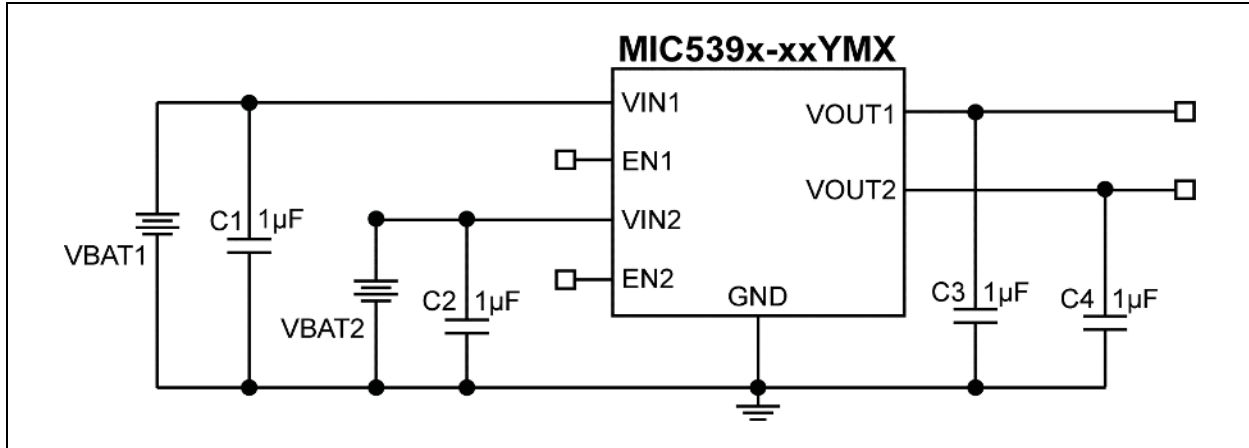 MIC539x-xxYMX
VIN1
VOUT1
EN1
VOUT2
C1 1µF
VIN2
VBAT1
EN2
C2 1µF
GND
C3 1µF
C4 1µF
VBAT2